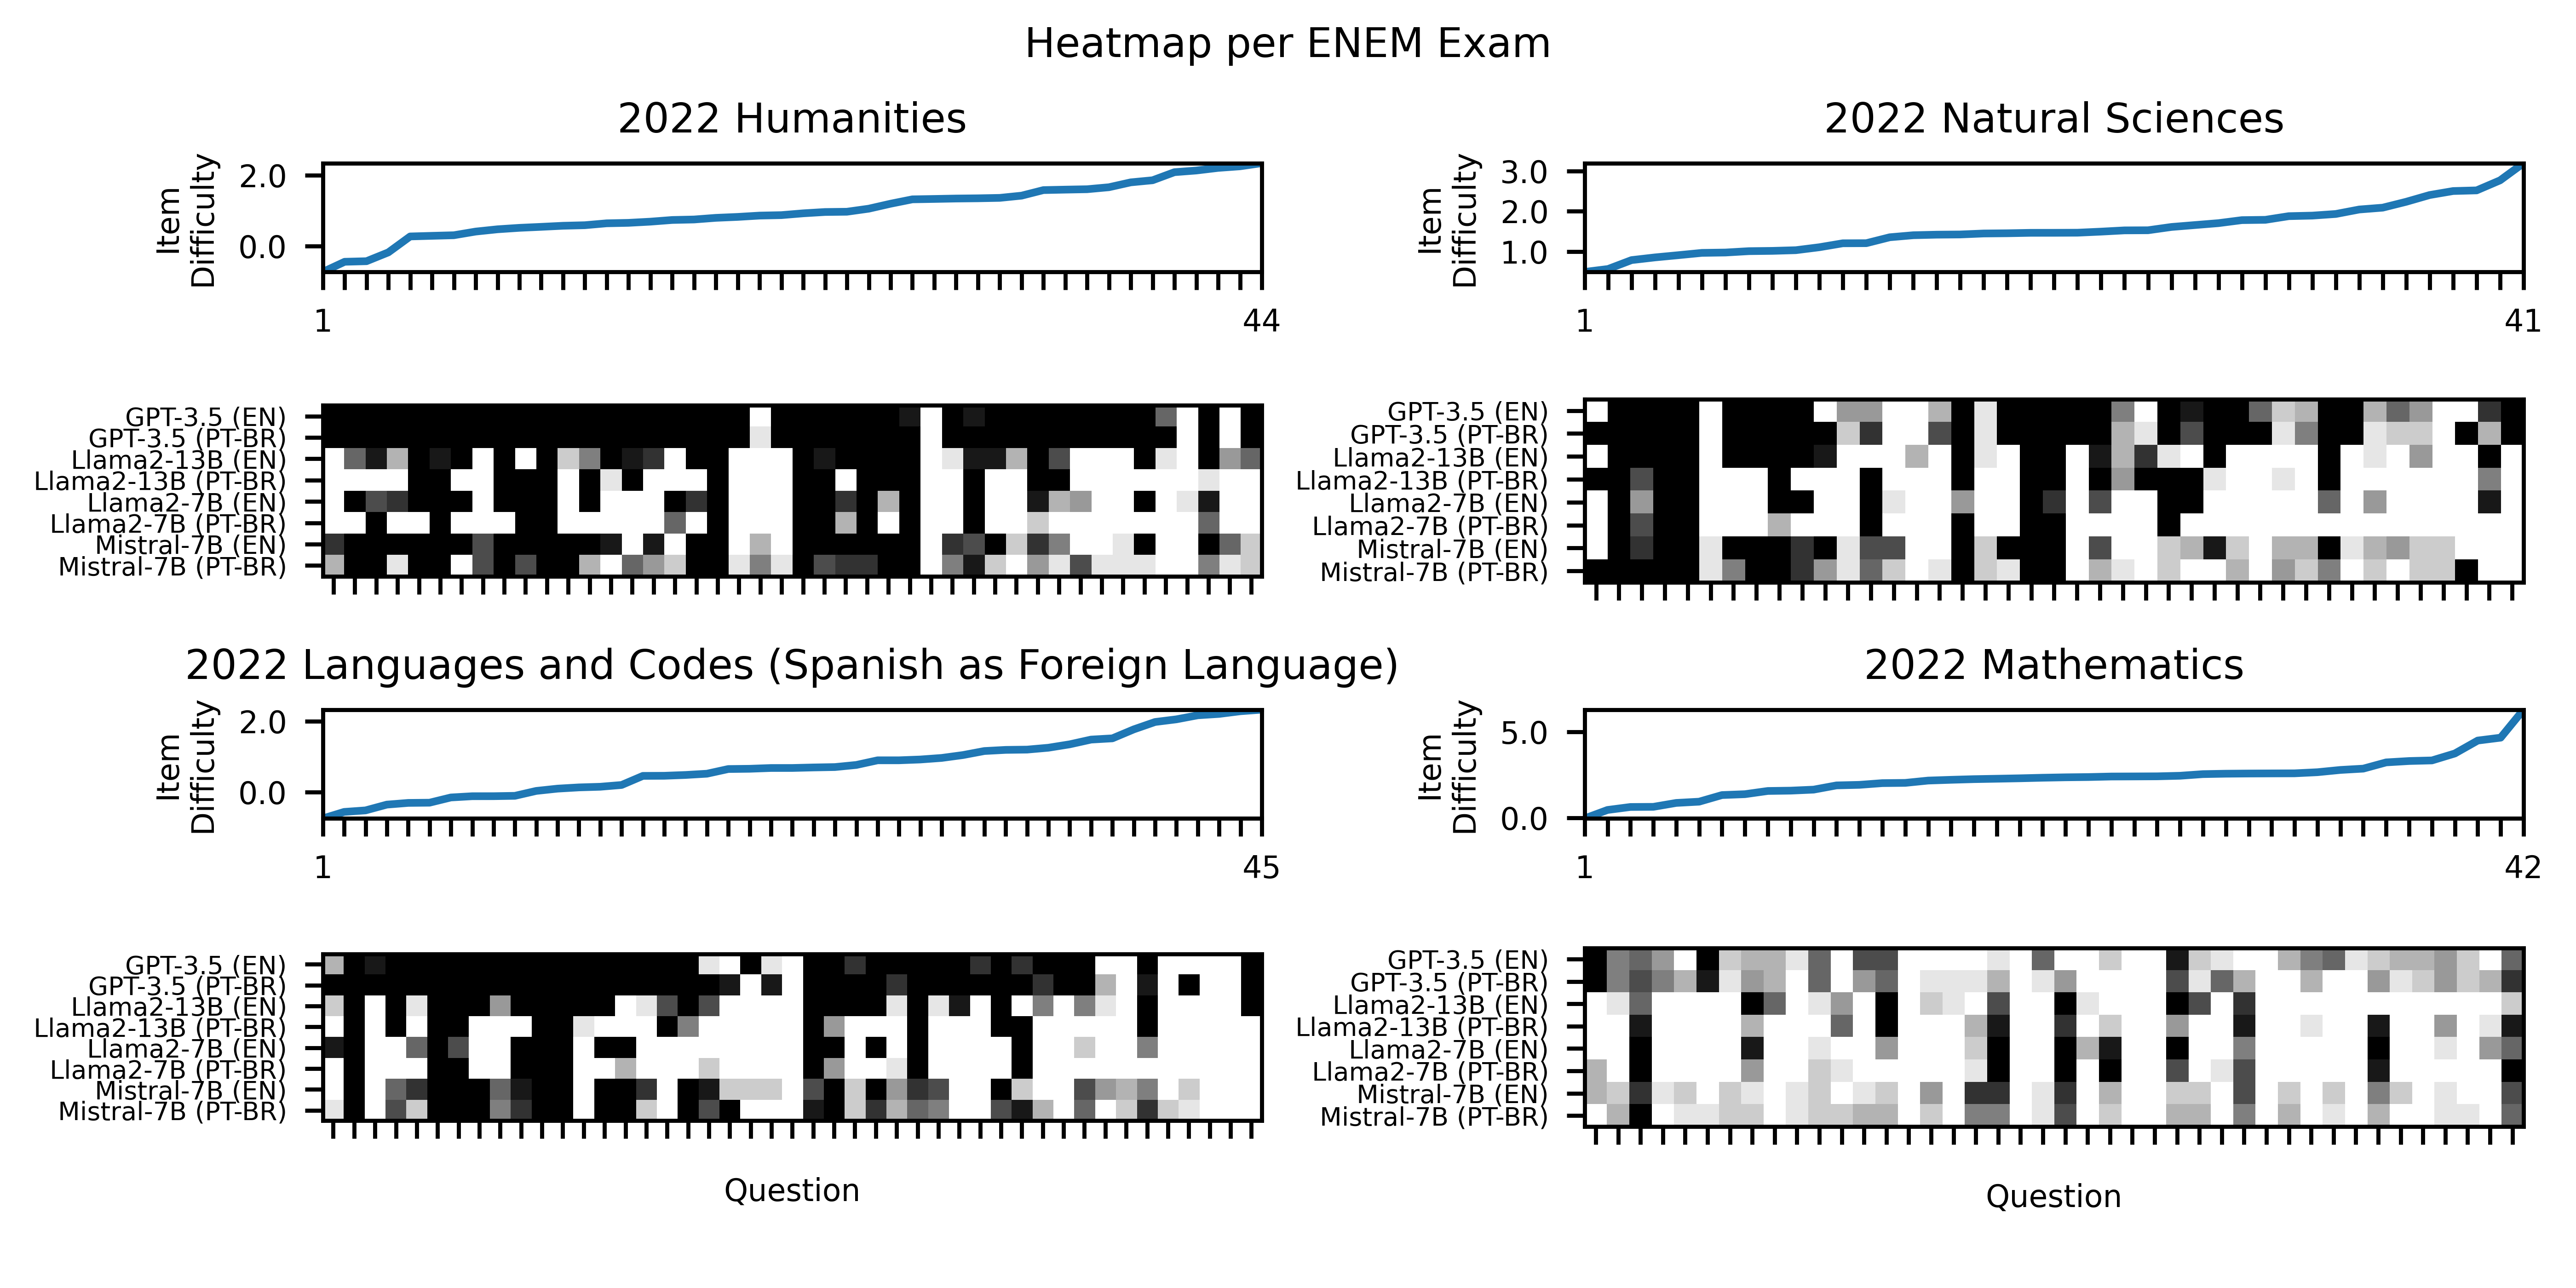 Heatmap per ENEM Exam
2022 Humanities
Item
Difficulty
2.0
0.0
1
44
GPT-3.5 (EN)
GPT-3.5 (PT-BR)
Llama2-13B (EN)
Llama2-13B (PT-BR)
Llama2-7B (EN)
Llama2-7B (PT-BR)
Mistral-7B (EN)
Mistral-7B (PT-BR)
2022 Natural Sciences
Item
Difficulty
3.0
2.0
1.0
1
41
GPT-3.5 (EN)
GPT-3.5 (PT-BR)
Llama2-13B (EN)
Llama2-13B (PT-BR)
Llama2-7B (EN)
Llama2-7B (PT-BR)
Mistral-7B (EN)
Mistral-7B (PT-BR)
2022 Languages and Codes (Spanish as Foreign Language)
Item
Difficulty
2.0
0.0
1
45
GPT-3.5 (EN)
GPT-3.5 (PT-BR)
Llama2-13B (EN)
Llama2-13B (PT-BR)
Llama2-7B (EN)
Llama2-7B (PT-BR)
Mistral-7B (EN)
Mistral-7B (PT-BR)
Question
2022 Mathematics
Item
Difficulty
5.0
0.0
1
42
GPT-3.5 (EN)
GPT-3.5 (PT-BR)
Llama2-13B (EN)
Llama2-13B (PT-BR)
Llama2-7B (EN)
Llama2-7B (PT-BR)
Mistral-7B (EN)
Mistral-7B (PT-BR)
Question